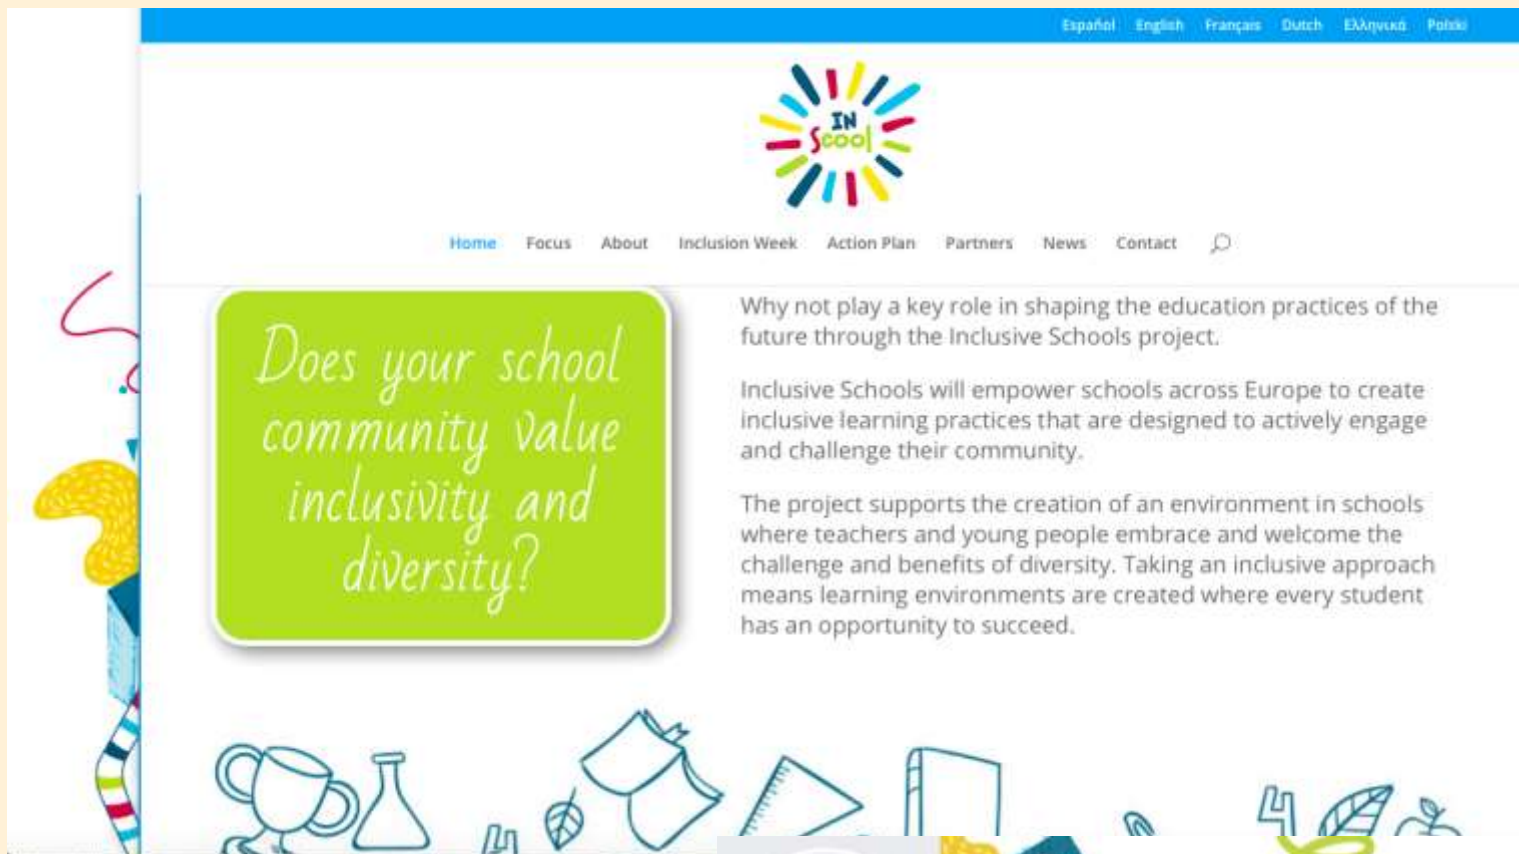 Español English Français Dutch Ελληνικά Polski
IN
Scool
Home Focus About Inclusion Week Action Plan Partners News Contact
Does your school
community value
inclusivity and
diversity?
Why not play a key role in shaping the education practices of the
future through the Inclusive Schools project.
Inclusive Schools will empower schools across Europe to create
inclusive learning practices that are designed to actively engage
and challenge their community.
The project supports the creation of an environment in schools
where teachers and young people embrace and welcome the
challenge and benefits of diversity. Taking an inclusive approach
means learning environments are created where every student
has an opportunity to succeed.
4 4